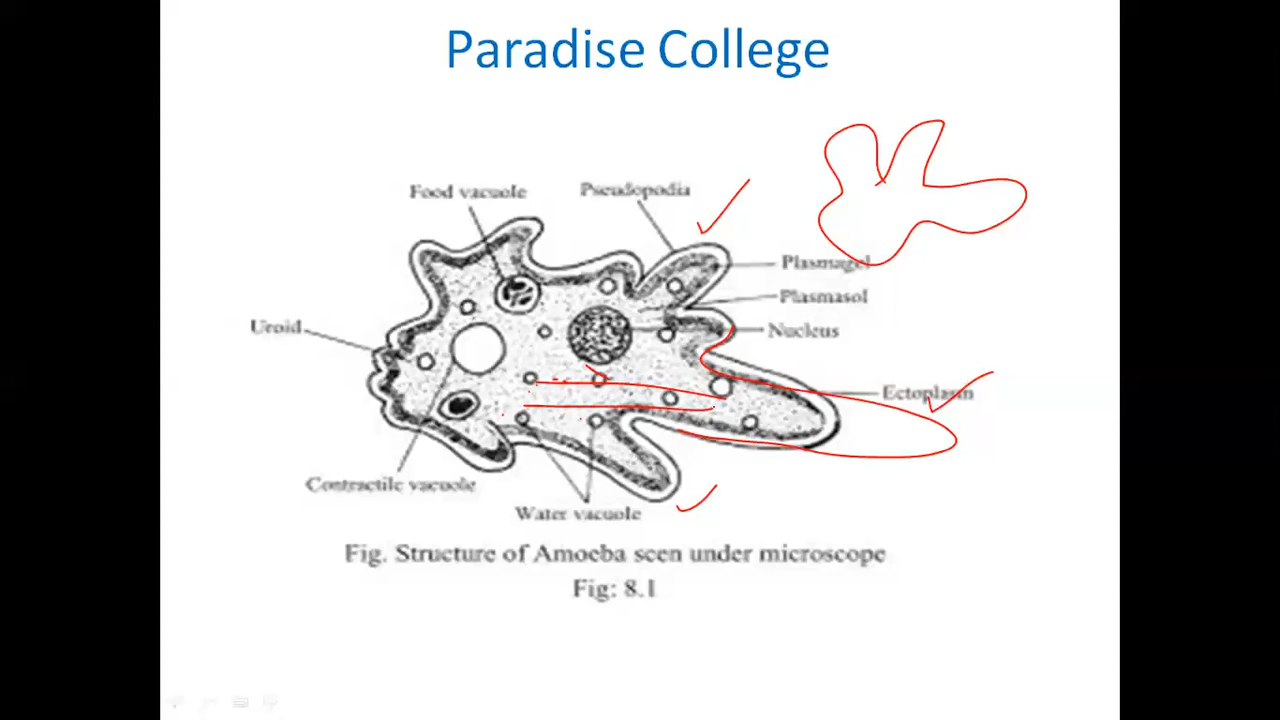 Paradise College
Food vacuole
Pseudopodia
Plasmagel
Plasmasol
Uroid
Nucleus
Ectoplasm
Contractile vacuole
Water vacuole
Fig. Structure of Amoeba seen under microscope
Fig: 8.1